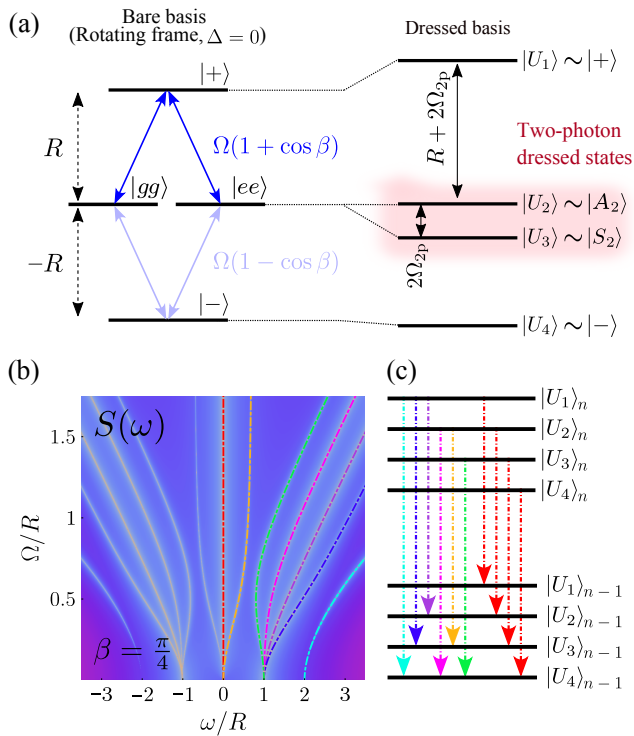 (a)
Bare basis
(Rotating frame, Δ = 0)
Dressed basis
|+⟩
|U₁⟩ ∼ |+⟩
R
Ω(1 + cos β)
R + 2Ω₂ₚ
Two-photon
dressed states
|gg⟩
|ee⟩
|U₂⟩ ∼ |A₂⟩
|U₃⟩ ∼ |S₂⟩
−R
Ω(1 − cos β)
2Ω₂ₚ
|−⟩
|U₄⟩ ∼ |−⟩
(b)
S(ω)
1.5
1
0.5
Ω/R
β = π/4
−3 −2 −1 0 1 2 3
ω/R
(c)
|U₁⟩ₙ
|U₂⟩ₙ
|U₃⟩ₙ
|U₄⟩ₙ
|U₁⟩ₙ₋₁
|U₂⟩ₙ₋₁
|U₃⟩ₙ₋₁
|U₄⟩ₙ₋₁